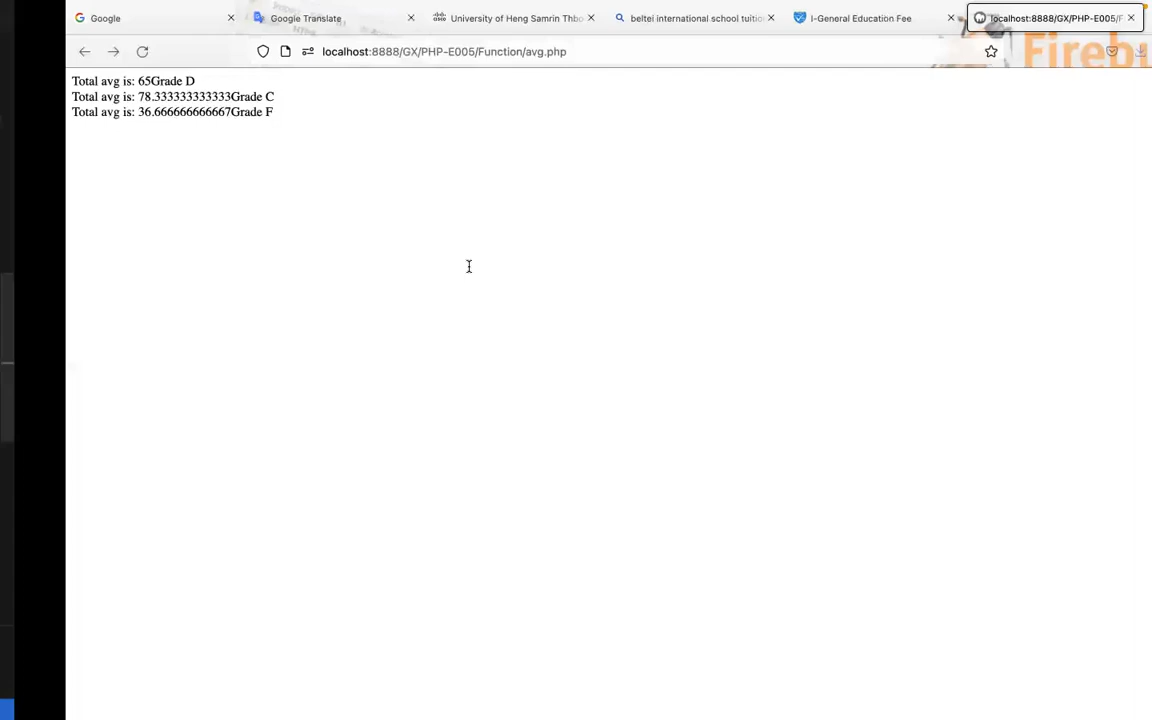 Google
Google Translate
University of Heng Samrin Thbo
beltei international school tuitio
I-General Education Fee
localhost:8888/GX/PHP-E005/F
localhost:8888/GX/PHP-E005/Function/avg.php
Firebu
Total avg is: 65Grade D
Total avg is: 78.333333333333Grade C
Total avg is: 36.666666666667Grade F